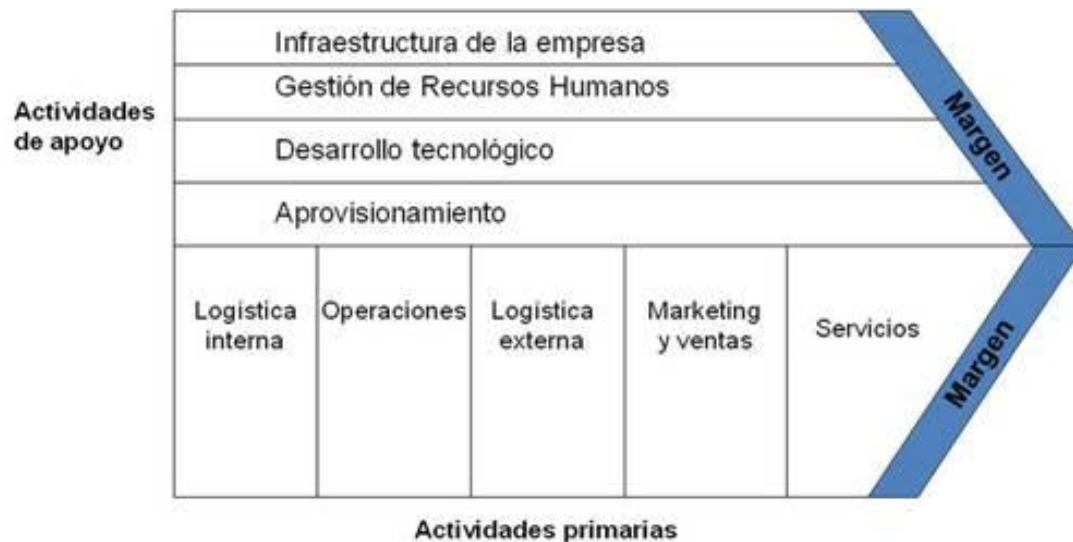 Infraestructura de la empresa
Gestión de Recursos Humanos
Actividades
de apoyo
Desarrollo tecnológico
Aprovisionamiento
Margen
Logística
interna
Operaciones
Logística
externa
Marketing
y ventas
Servicios
Margen
Actividades primarias